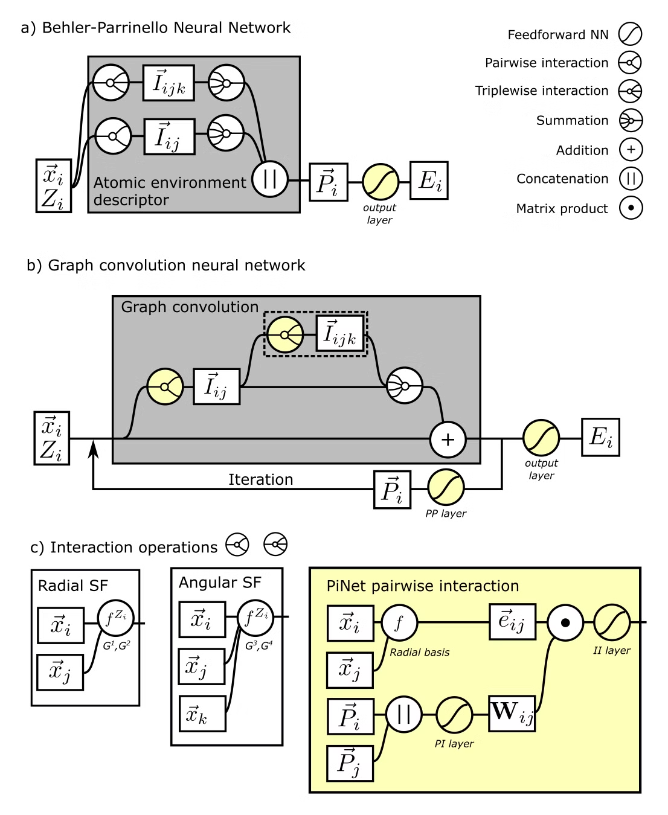 a) Behler-Parrinello Neural Network
Feedforward NN
Pairwise interaction
Triplewise interaction
Summation
Addition
+
Concatenation
||
Matrix product
•
I⃗ijk
I⃗ij
x⃗i
Zi
Atomic environment
descriptor
||
P⃗i
output
layer
Ei
b) Graph convolution neural network
Graph convolution
I⃗ijk
I⃗ij
x⃗i
Zi
+
output
layer
Ei
Iteration
P⃗i
PP layer
c) Interaction operations
Radial SF
x⃗i
fZi
G1,G2
x⃗j
Angular SF
x⃗i
fZi
G3,G4
x⃗j
x⃗k
PiNet pairwise interaction
x⃗i
f
Radial basis
e⃗ij
•
II layer
x⃗j
P⃗i
||
PI layer
Wij
P⃗j